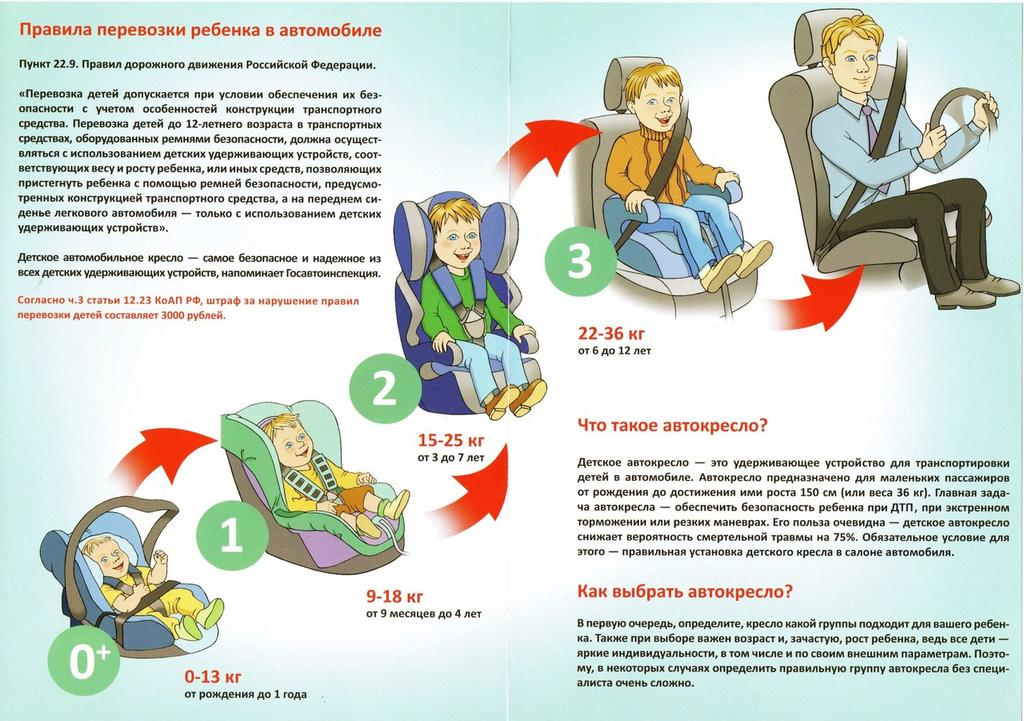 Правила перевозки ребенка в автомобиле
Пункт 22.9. Правил дорожного движения Российской Федерации.
«Перевозка детей допускается при условии обеспечения их без-
опасности с учетом особенностей конструкции транспортного
средства. Перевозка детей до 12-летнего возраста в транспортных
средствах, оборудованных ремнями безопасности, должна осущест-
вляться с использованием детских удерживающих устройств, соот-
ветствующих весу и росту ребенка, или иных средств, позволяющих
пристегнуть ребенка с помощью ремней безопасности, предусмо-
тренных конструкцией транспортного средства, а на переднем си-
денье легкового автомобиля — только с использованием детских
удерживающих устройств».
Детское автомобильное кресло — самое безопасное и надежное из
всех детских удерживающих устройств, напоминает Госавтоинспекция.
Согласно ч.3 статьи 12.23 КоАП РФ, штраф за нарушение правил
перевозки детей составляет 3000 рублей.
0+
0-13 кг
от рождения до 1 года
1
9-18 кг
от 9 месяцев до 4 лет
2
15-25 кг
от 3 до 7 лет
3
22-36 кг
от 6 до 12 лет
Что такое автокресло?
Детское автокресло — это удерживающее устройство для транспортировки
детей в автомобиле. Автокресло предназначено для маленьких пассажиров
от рождения до достижения ими роста 150 см (или веса 36 кг). Главная зада-
ча автокресла — обеспечить безопасность ребенка при ДТП, при экстренном
торможении или резких маневрах. Его польза очевидна — детское автокресло
снижает вероятность смертельной травмы на 75%. Обязательное условие для
этого — правильная установка детского кресла в салоне автомобиля.
Как выбрать автокресло?
В первую очередь, определите, кресло какой группы подходит для вашего ребен-
ка. Также при выборе важен возраст и, зачастую, рост ребенка, ведь все дети —
яркие индивидуальности, в том числе и по своим внешним параметрам. Поэто-
му, в некоторых случаях определить правильную группу автокресла без специ-
алиста очень сложно.